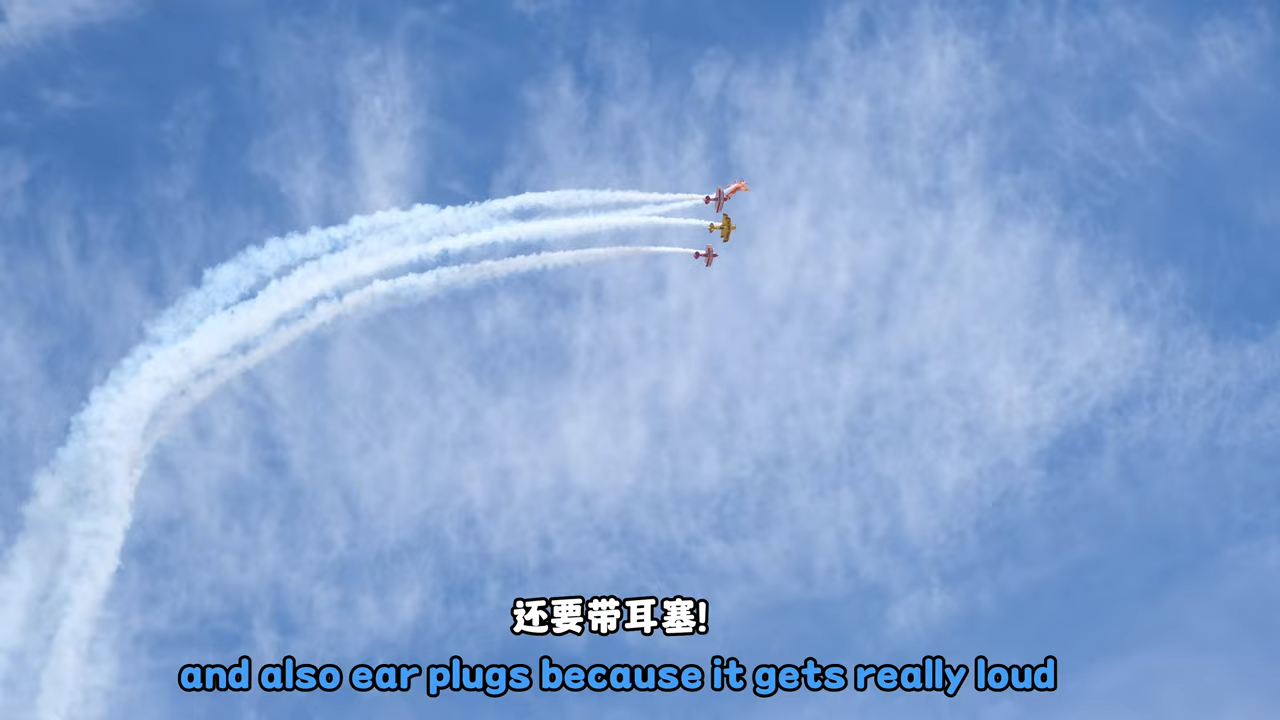 还要带耳塞!
and also ear plugs because it gets really loud